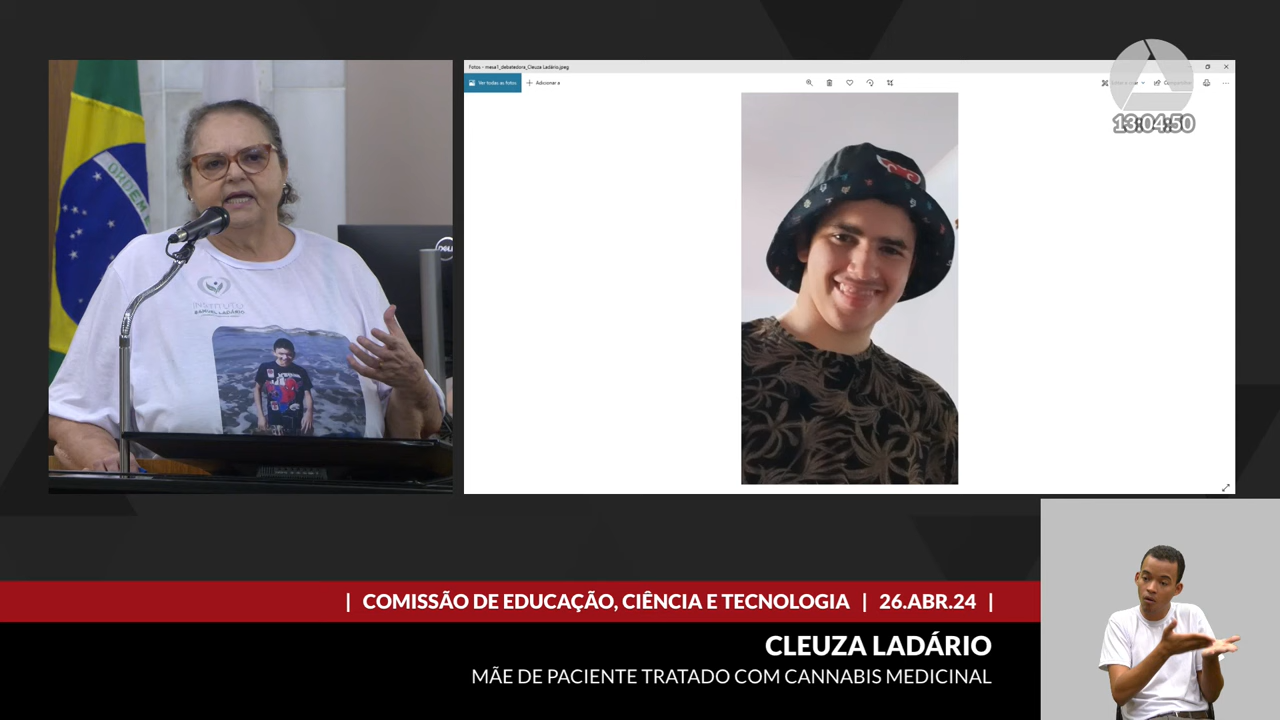 Fotos - mesa1_debatedora_Cleuza Ladário.jpeg
Ver todas as fotos
Adicionar a
13:04:50
ORDEM E
DELL
SAMUEL LADÁRIO
| COMISSÃO DE EDUCAÇÃO, CIÊNCIA E TECNOLOGIA | 26.ABR.24 |
CLEUZA LADÁRIO
MÃE DE PACIENTE TRATADO COM CANNABIS MEDICINAL